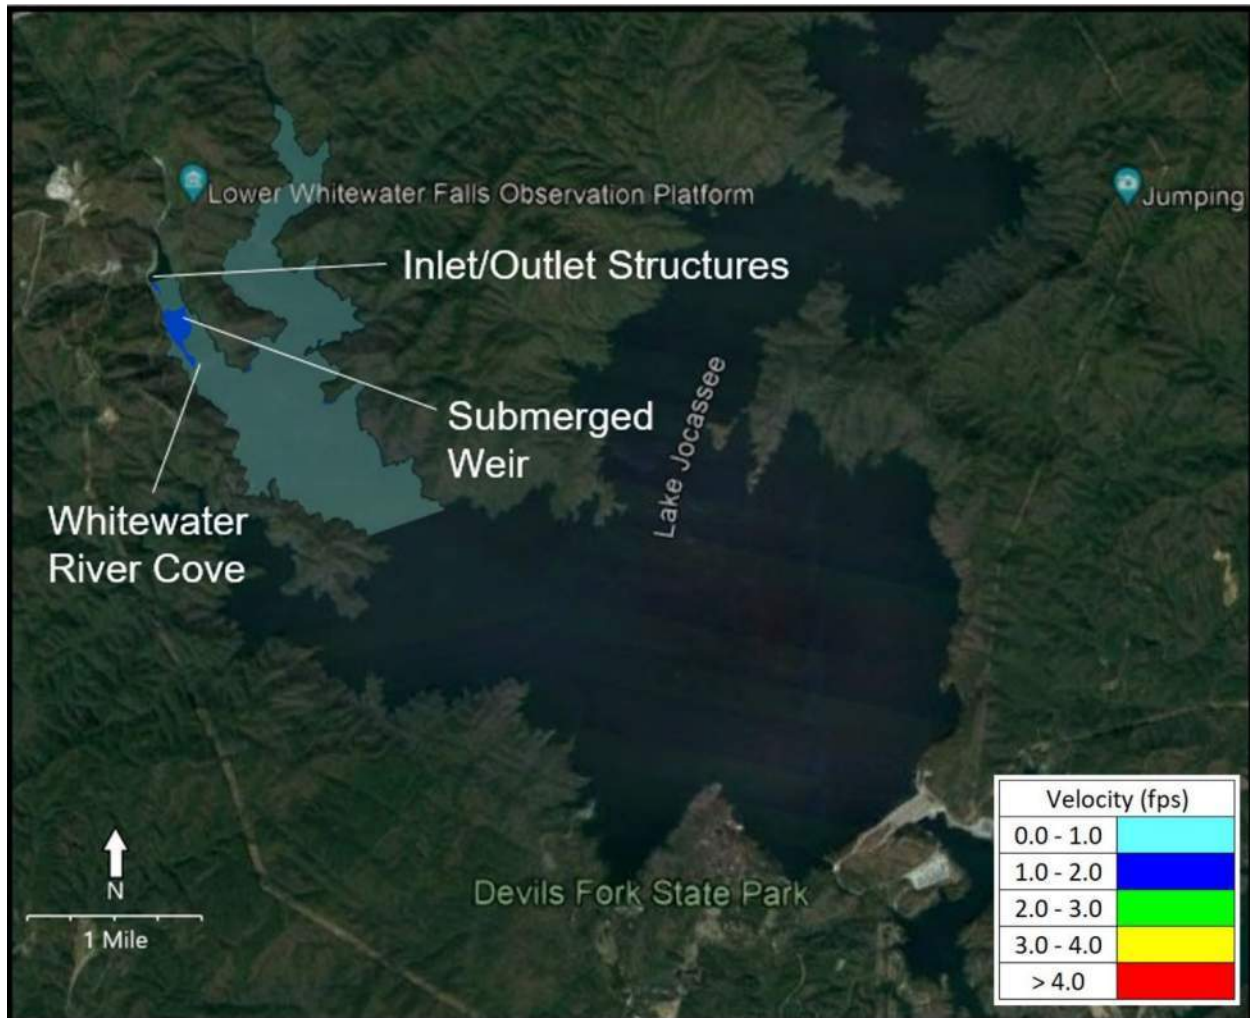 Lower Whitewater Falls Observation Platform
Jumping
Inlet/Outlet Structures
Lake Jocassee
Submerged
Weir
Whitewater
River Cove
Velocity (fps)
0.0 - 1.0
1.0 - 2.0
2.0 - 3.0
3.0 - 4.0
> 4.0
Devils Fork State Park
N
1 Mile